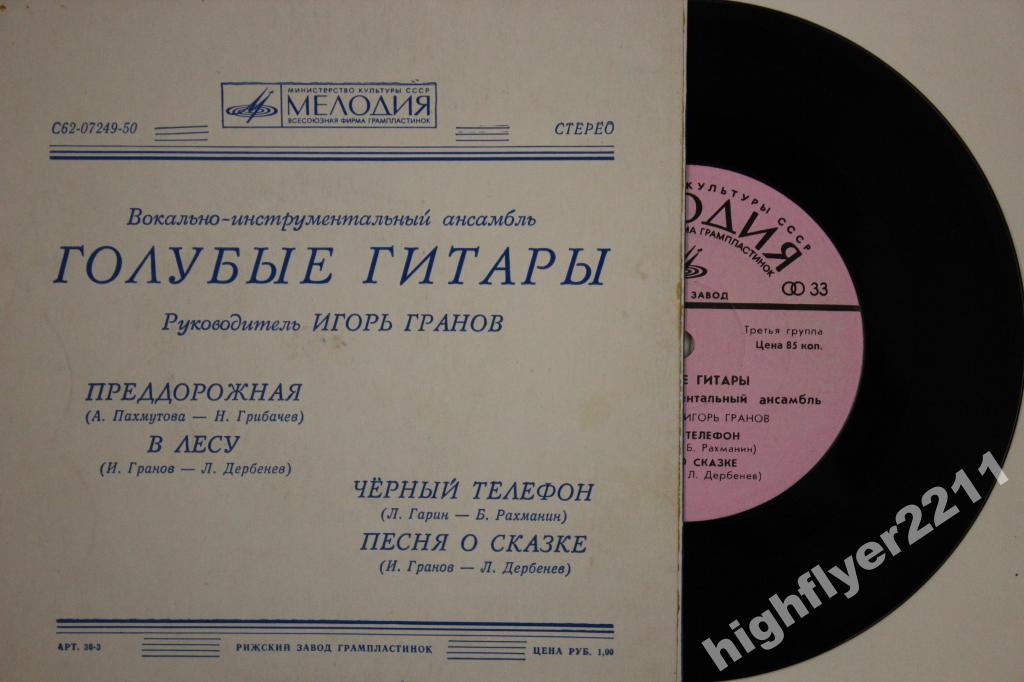 МИНИСТЕРСТВО КУЛЬТУРЫ СССР
МЕЛОДИЯ
ВСЕСОЮЗНАЯ ФИРМА ГРАМПЛАСТИНОК
С62-07249-50
СТЕРЕО
Вокально-инструментальный ансамбль
ГОЛУБЫЕ ГИТАРЫ
Руководитель ИГОРЬ ГРАНОВ
ПРЕДДОРОЖНАЯ
(А. Пахмутова — Н. Грибачев)
В ЛЕСУ
(И. Гранов — Л. Дербенев)
ЧЁРНЫЙ ТЕЛЕФОН
(Л. Гарин — Б. Рахманин)
ПЕСНЯ О СКАЗКЕ
(И. Гранов — Л. Дербенев)
АРТ. 36-3
РИЖСКИЙ ЗАВОД ГРАМПЛАСТИНОК
ЦЕНА РУБ. 1,00
КУЛЬТУРЫ СССР
ОДИЯ
МА ГРАМПЛАСТИНОК
ЗАВОД
33
Третья группа
Цена 85 коп.
Е ГИТАРЫ
нтальный ансамбль
ИГОРЬ ГРАНОВ
ТЕЛЕФОН
Б. Рахманин)
О СКАЗКЕ
Л. Дербенев)
highflyer2211